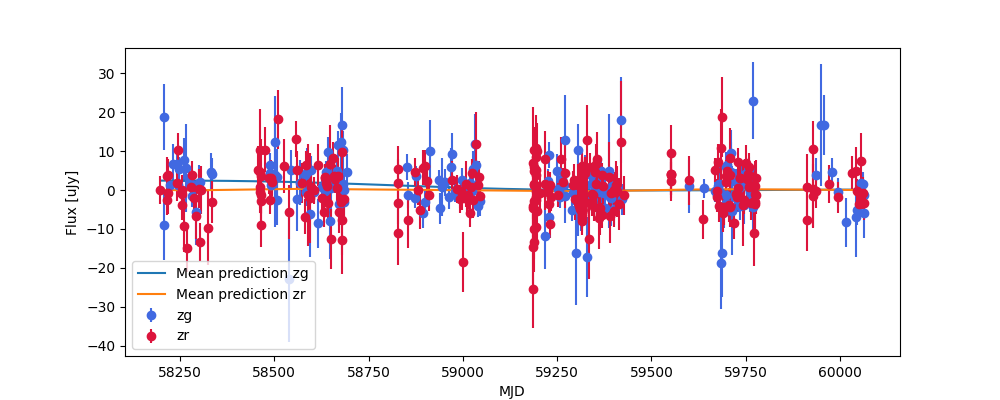 30
20
10
0
−10
−20
−30
−40
Flux [uJy]
58250 58500 58750 59000 59250 59500 59750 60000
MJD
Mean prediction zg
Mean prediction zr
zg
zr